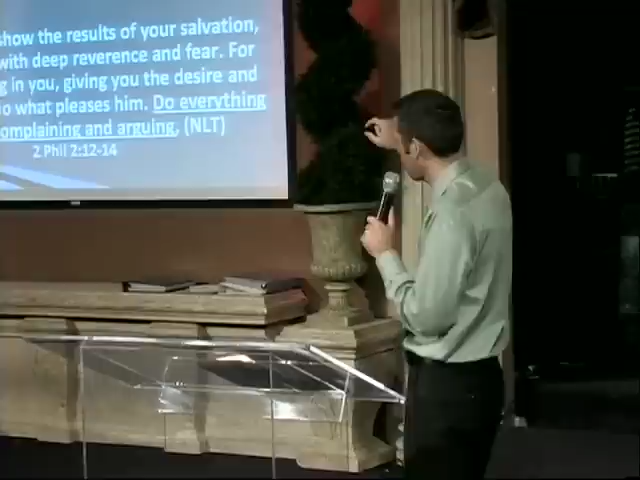 show the results of your salvation,
with deep reverence and fear. For
g in you, giving you the desire and
o what pleases him. Do everything
omplaining and arguing, (NLT)
2 Phil 2:12-14